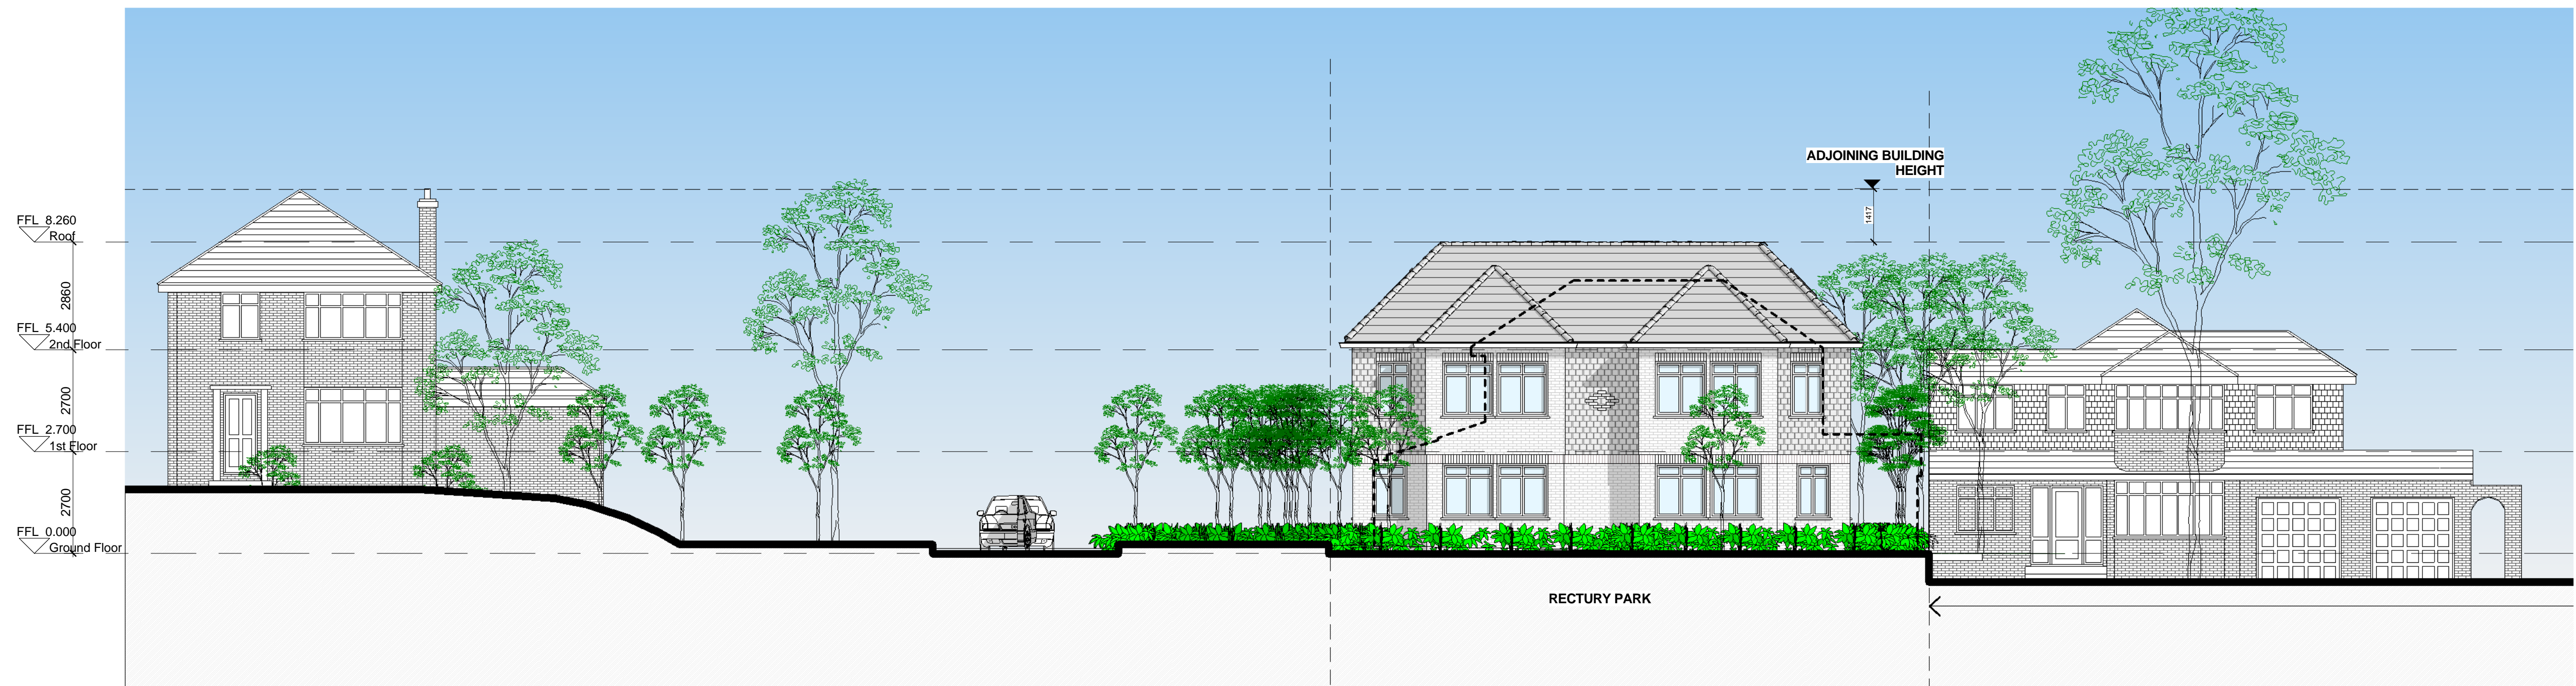 ADJOINING BUILDING
HEIGHT
1417
FFL 8.260
Roof
2860
FFL 5.400
2nd Floor
2700
FFL 2.700
1st Floor
2700
FFL 0.000
Ground Floor
RECTURY PARK